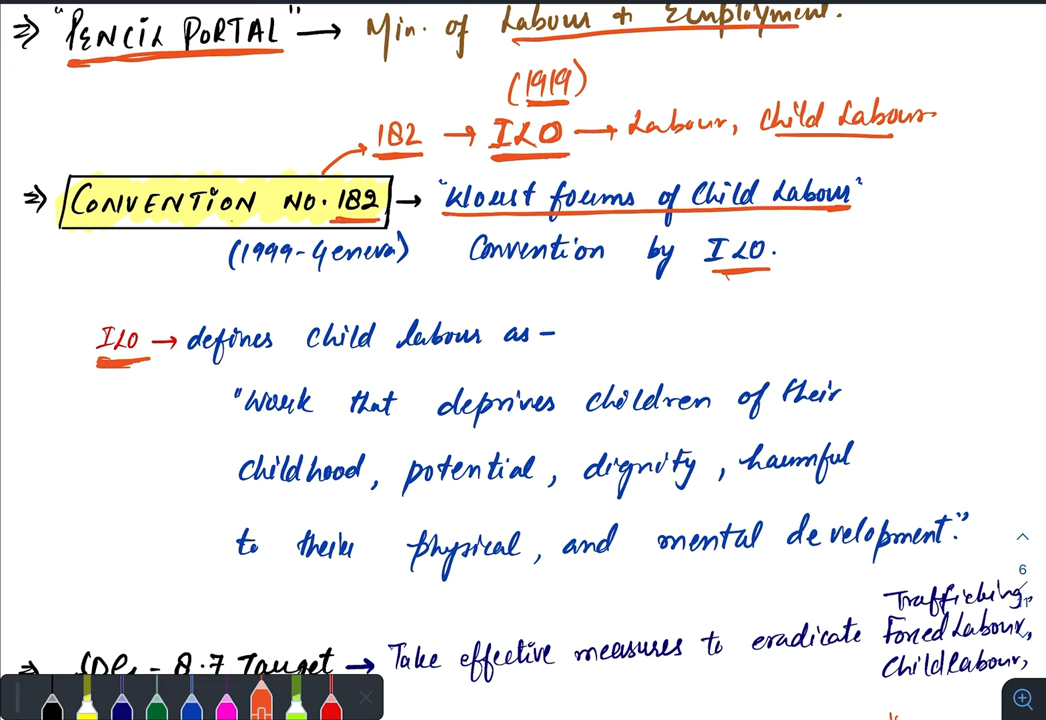 ⇒ "PENCIL PORTAL" → Min. of Labour + Employment.
(1919)
182 → ILO → Labour, Child Labour
⇒ CONVENTION NO. 182 → "Worst forms of Child Labour"
(1999-Geneva) Convention by ILO.
ILO → defines child labour as –
"Work that deprives children of their
childhood, potential, dignity, harmful
to their physical, and mental development."
6
Trafficking,
⇒ SDG - 8.7 Target → Take effective measures to eradicate Forced Labour,
Child labour,